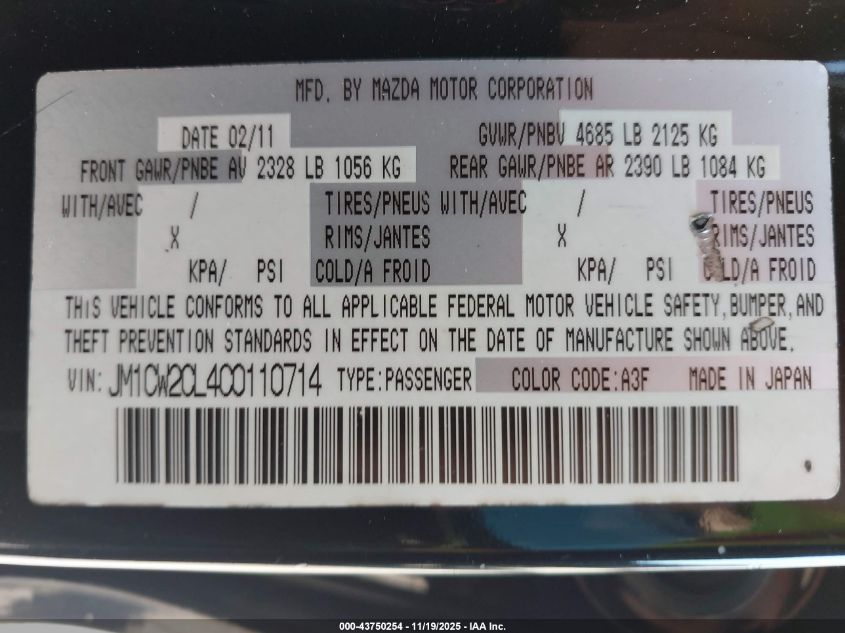 MFD. BY MAZDA MOTOR CORPORATION
DATE 02/11 GVWR/PNBV 4685 LB 2125 KG
FRONT GAWR/PNBE AV 2328 LB 1056 KG REAR GAWR/PNBE AR 2390 LB 1084 KG
WITH/AVEC / TIRES/PNEUS WITH/AVEC / TIRES/PNEUS
X RIMS/JANTES X RIMS/JANTES
KPA/ PSI COLD/A FROID KPA/ PSI COLD/A FROID
THIS VEHICLE CONFORMS TO ALL APPLICABLE FEDERAL MOTOR VEHICLE SAFETY, BUMPER, AND
THEFT PREVENTION STANDARDS IN EFFECT ON THE DATE OF MANUFACTURE SHOWN ABOVE.
VIN: JM1CW2CL4C0110714 TYPE: PASSENGER COLOR CODE: A3F MADE IN JAPAN
000-43750254 - 11/19/2025 - IAA Inc.